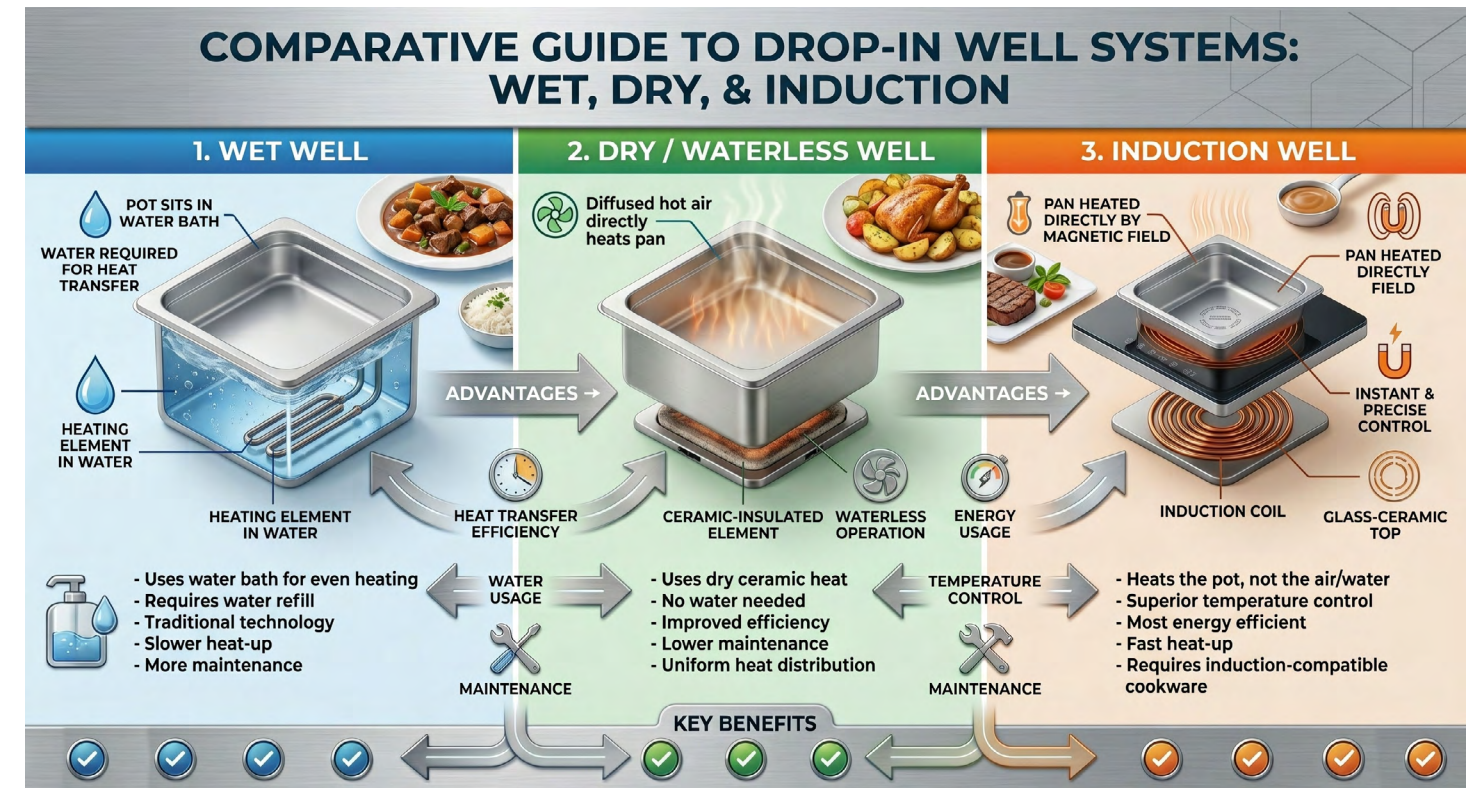 COMPARATIVE GUIDE TO DROP-IN WELL SYSTEMS:
WET, DRY, & INDUCTION
1. WET WELL
POT SITS IN
WATER BATH
WATER REQUIRED
FOR HEAT
TRANSFER
HEATING
ELEMENT
IN WATER
HEATING ELEMENT
IN WATER
- Uses water bath for even heating
- Requires water refill
- Traditional technology
- Slower heat-up
- More maintenance
ADVANTAGES →
HEAT TRANSFER
EFFICIENCY
WATER
USAGE
MAINTENANCE
2. DRY / WATERLESS WELL
Diffused hot air
directly
heats pan
CERAMIC-INSULATED
ELEMENT
WATERLESS
OPERATION
- Uses dry ceramic heat
- No water needed
- Improved efficiency
- Lower maintenance
- Uniform heat distribution
ADVANTAGES →
ENERGY
USAGE
TEMPERATURE
CONTROL
MAINTENANCE
3. INDUCTION WELL
PAN HEATED
DIRECTLY BY
MAGNETIC FIELD
PAN HEATED
DIRECTLY
FIELD
INSTANT &
PRECISE
CONTROL
INDUCTION COIL
GLASS-CERAMIC
TOP
- Heats the pot, not the air/water
- Superior temperature control
- Most energy efficient
- Fast heat-up
- Requires induction-compatible
cookware
KEY BENEFITS